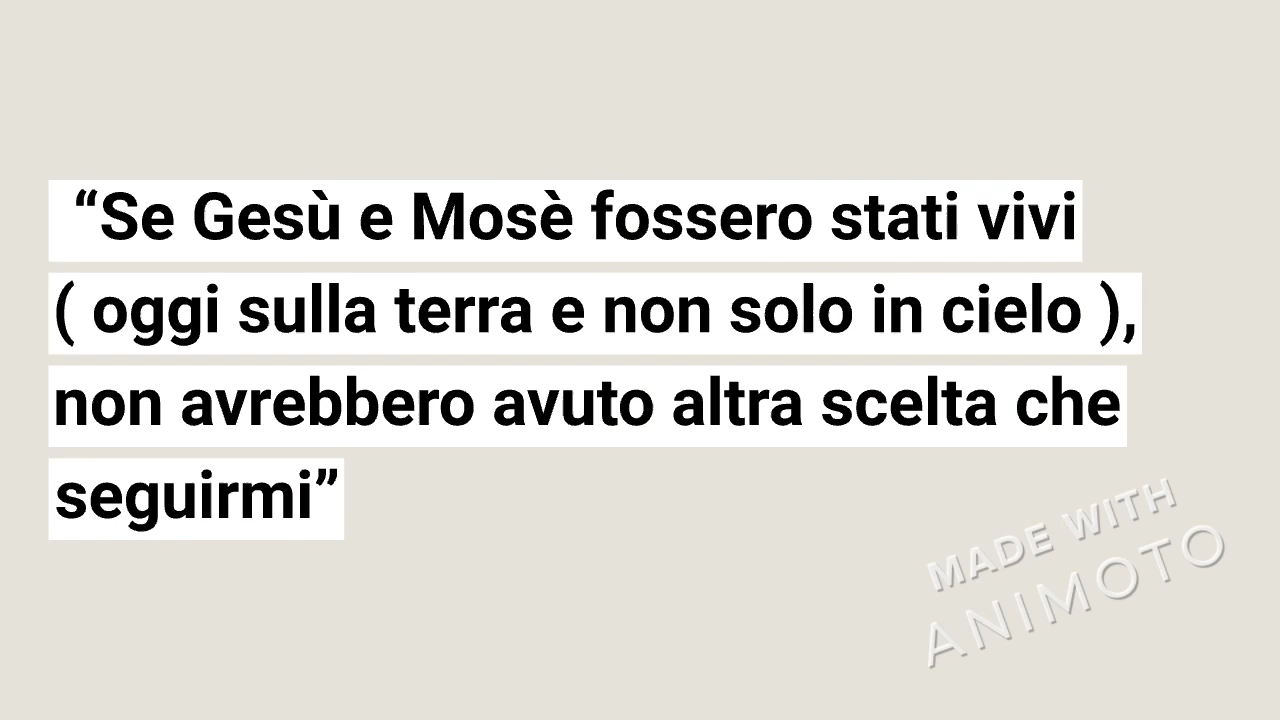 “Se Gesù e Mosè fossero stati vivi
( oggi sulla terra e non solo in cielo ),
non avrebbero avuto altra scelta che
seguirmi”
MADE WITH
ANIMOTO